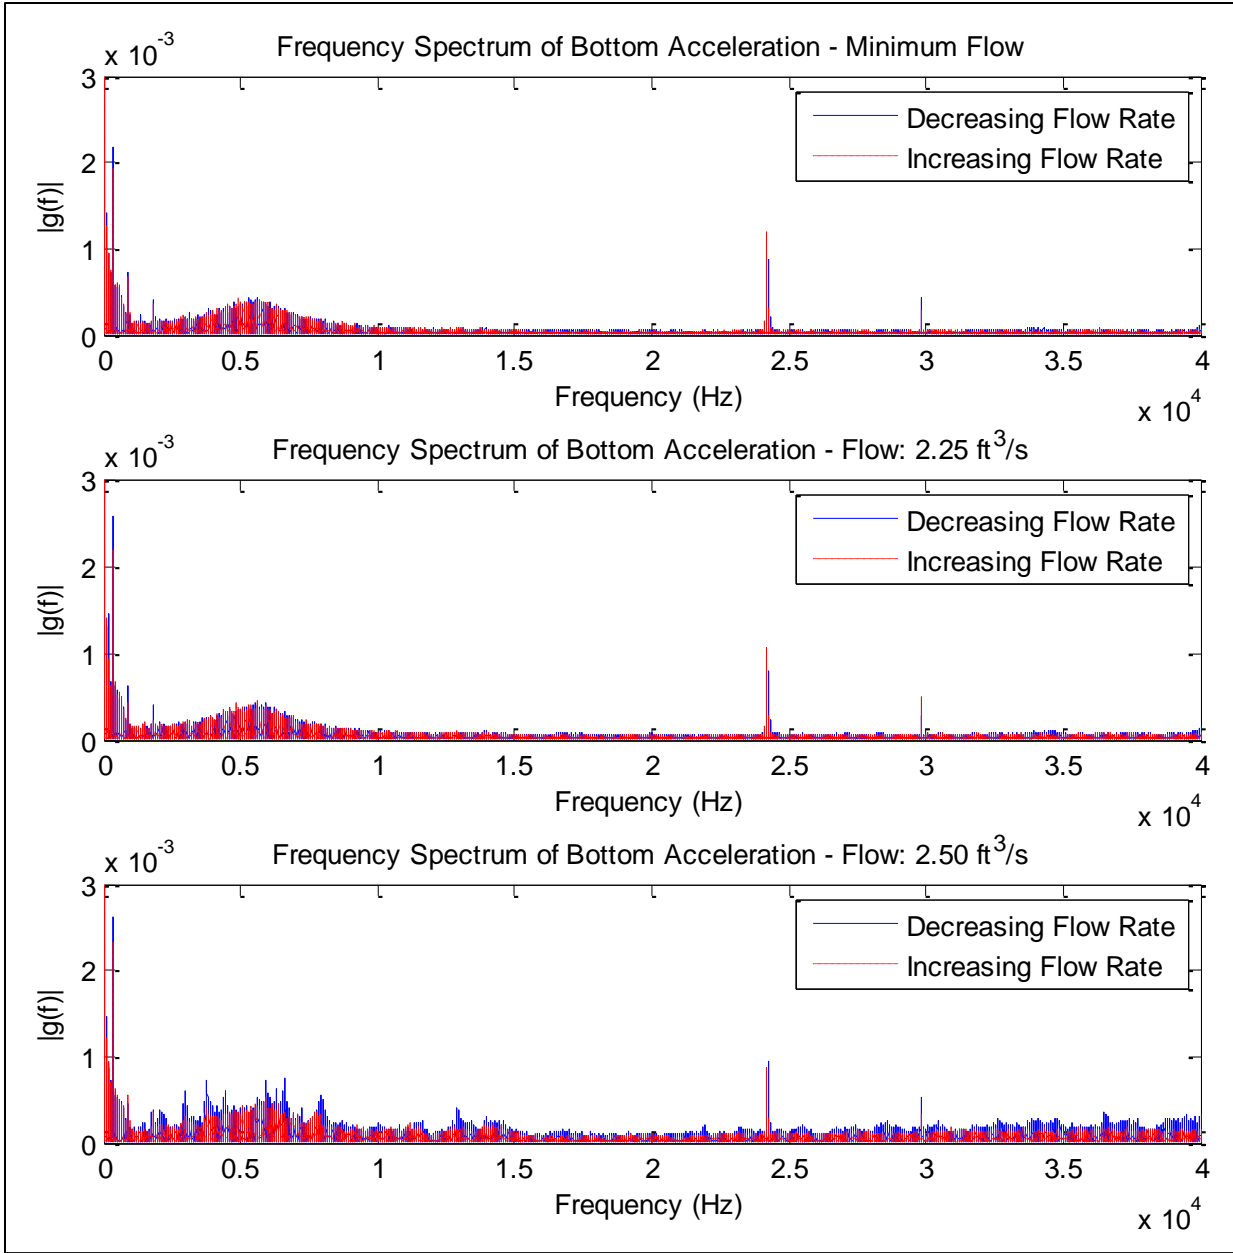 Frequency Spectrum of Bottom Acceleration - Minimum Flow
x 10^-3
3
2
1
0
|g(f)|
Decreasing Flow Rate
Increasing Flow Rate
0 0.5 1 1.5 2 2.5 3 3.5 4
Frequency (Hz)
x 10^4
Frequency Spectrum of Bottom Acceleration - Flow: 2.25 ft^3/s
x 10^-3
3
2
1
0
|g(f)|
Decreasing Flow Rate
Increasing Flow Rate
0 0.5 1 1.5 2 2.5 3 3.5 4
Frequency (Hz)
x 10^4
Frequency Spectrum of Bottom Acceleration - Flow: 2.50 ft^3/s
x 10^-3
3
2
1
0
|g(f)|
Decreasing Flow Rate
Increasing Flow Rate
0 0.5 1 1.5 2 2.5 3 3.5 4
Frequency (Hz)
x 10^4